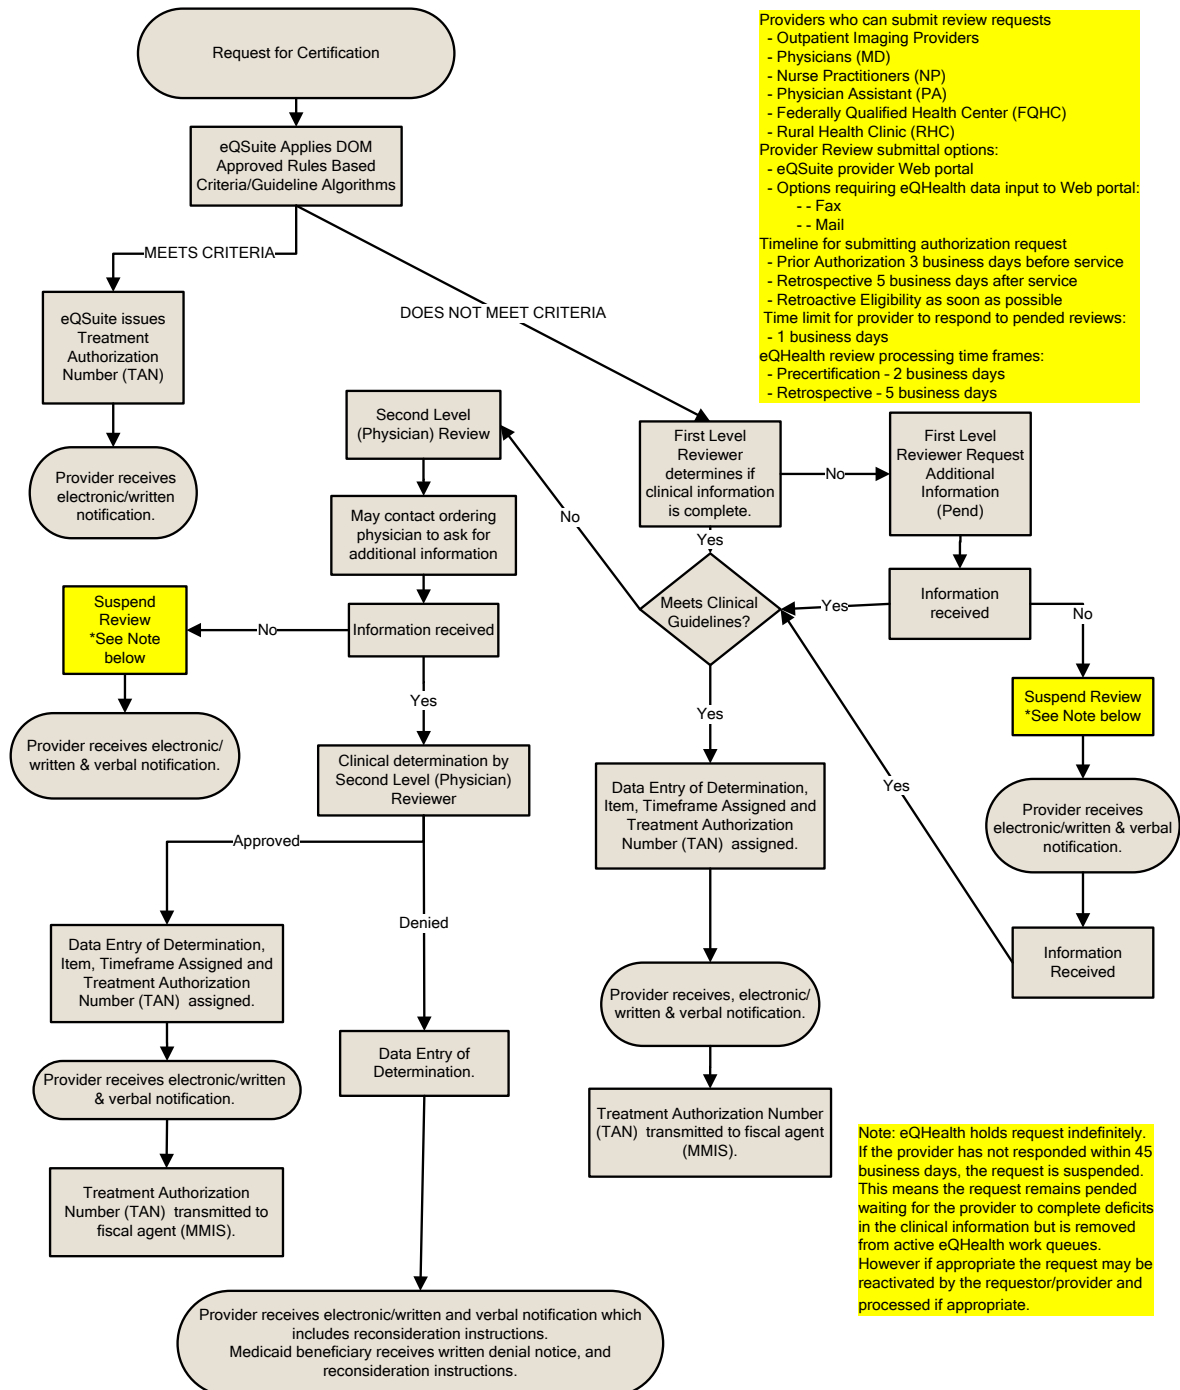 Request for Certification
Providers who can submit review requests
- Outpatient Imaging Providers
- Physicians (MD)
- Nurse Practitioners (NP)
- Physician Assistant (PA)
- Federally Qualified Health Center (FQHC)
- Rural Health Clinic (RHC)
Provider Review submittal options:
- eQSuite provider Web portal
- Options requiring eQHealth data input to Web portal:
- - Fax
- - Mail
Timeline for submitting authorization request
- Prior Authorization 3 business days before service
- Retrospective 5 business days after service
- Retroactive Eligibility as soon as possible
Time limit for provider to respond to pended reviews:
- 1 business days
eQHealth review processing time frames:
- Precertification - 2 business days
- Retrospective - 5 business days
eQSuite Applies DOM
Approved Rules Based
Criteria/Guideline Algorithms
MEETS CRITERIA
DOES NOT MEET CRITERIA
eQSuite issues
Treatment
Authorization
Number (TAN)
Provider receives
electronic/written
notification.
Second Level
(Physician) Review
First Level
Reviewer
determines if
clinical information
is complete.
No
First Level
Reviewer Request
Additional
Information
(Pend)
May contact ordering
physician to ask for
additional information
No
Yes
Meets Clinical
Guidelines?
Yes
Information
received
No
Suspend
Review
*See Note
below
No
Information received
Yes
Yes
Suspend Review
*See Note below
Provider receives electronic/
written & verbal notification.
Clinical determination by
Second Level (Physician)
Reviewer
Data Entry of Determination,
Item, Timeframe Assigned and
Treatment Authorization
Number (TAN)  assigned.
Yes
Provider receives
electronic/written & verbal
notification.
Approved
Denied
Data Entry of Determination,
Item, Timeframe Assigned and
Treatment Authorization
Number (TAN)  assigned.
Information
Received
Provider receives, electronic/
written & verbal notification.
Data Entry of
Determination.
Provider receives electronic/written
& verbal notification.
Treatment Authorization Number
(TAN)  transmitted to fiscal agent
(MMIS).
Treatment Authorization
Number (TAN)  transmitted to
fiscal agent (MMIS).
Note: eQHealth holds request indefinitely.
If the provider has not responded within 45
business days, the request is suspended.
This means the request remains pended
waiting for the provider to complete deficits
in the clinical information but is removed
from active eQHealth work queues.
However if appropriate the request may be
reactivated by the requestor/provider and
processed if appropriate.
Provider receives electronic/written and verbal notification which
includes reconsideration instructions.
Medicaid beneficiary receives written denial notice, and
reconsideration instructions.